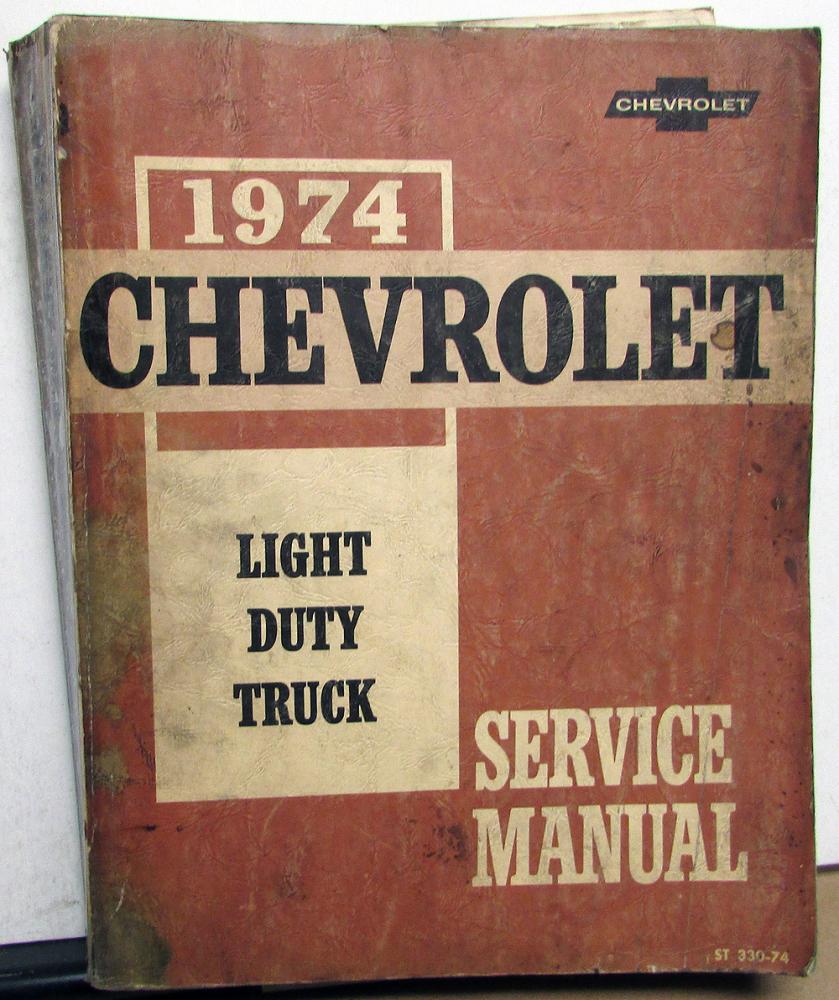 CHEVROLET
1974
CHEVROLET
LIGHT
DUTY
TRUCK
SERVICE
MANUAL
ST 330-74